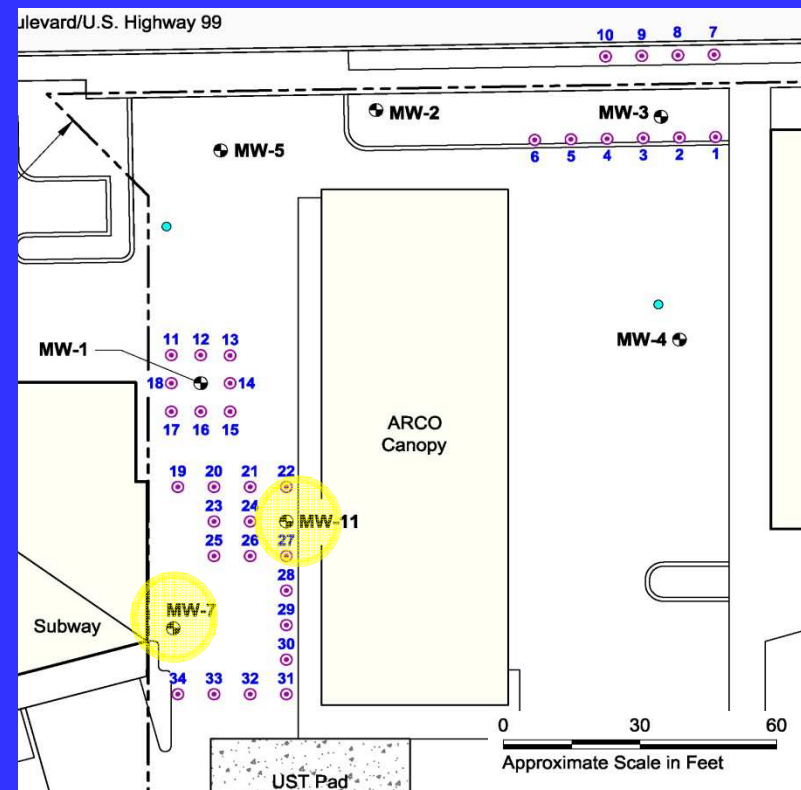 ulevard/U.S. Highway 99
10 9 8 7
MW-2
MW-3
6 5 4 3 2 1
MW-5
11 12 13
MW-1
MW-4
18 14
17 16 15
ARCO
Canopy
19 20 21 22
23 24 MW-11
25 26 27
28
MW-7
29
Subway
30
34 33 32 31
0 30 60
Approximate Scale in Feet
UST Pad